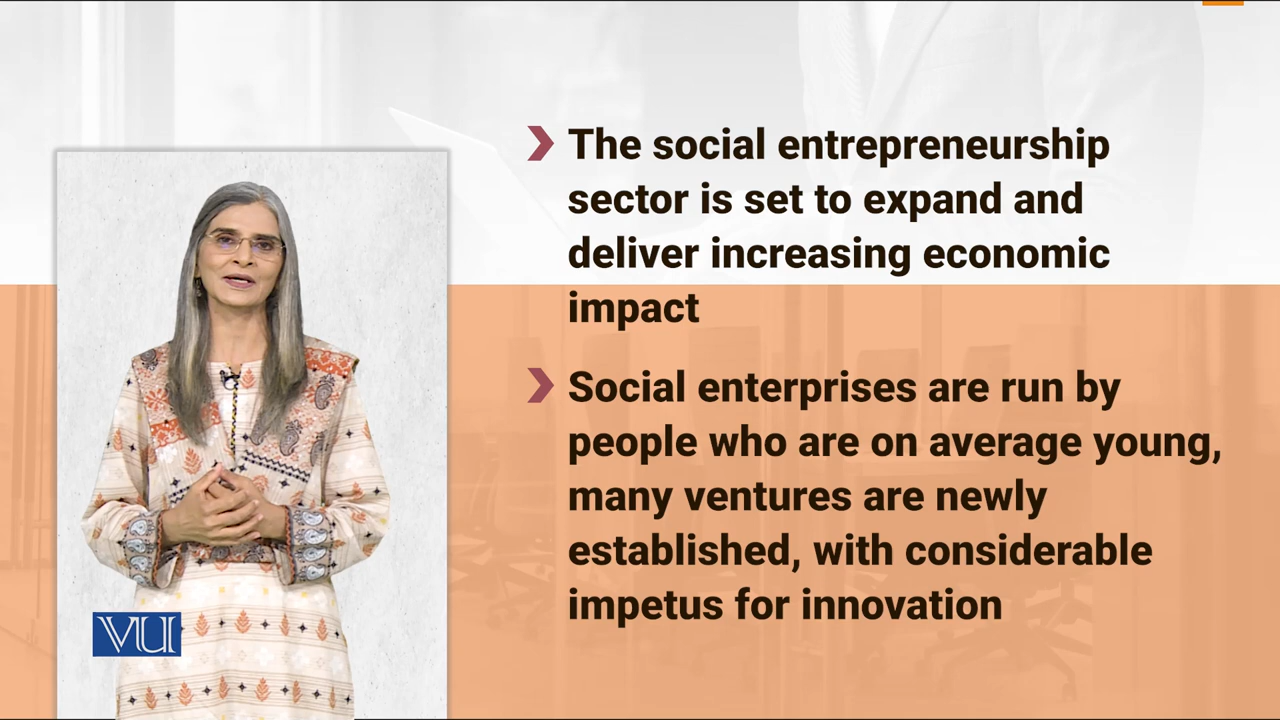 The social entrepreneurship
sector is set to expand and
deliver increasing economic
impact
Social enterprises are run by
people who are on average young,
many ventures are newly
established, with considerable
impetus for innovation
VU